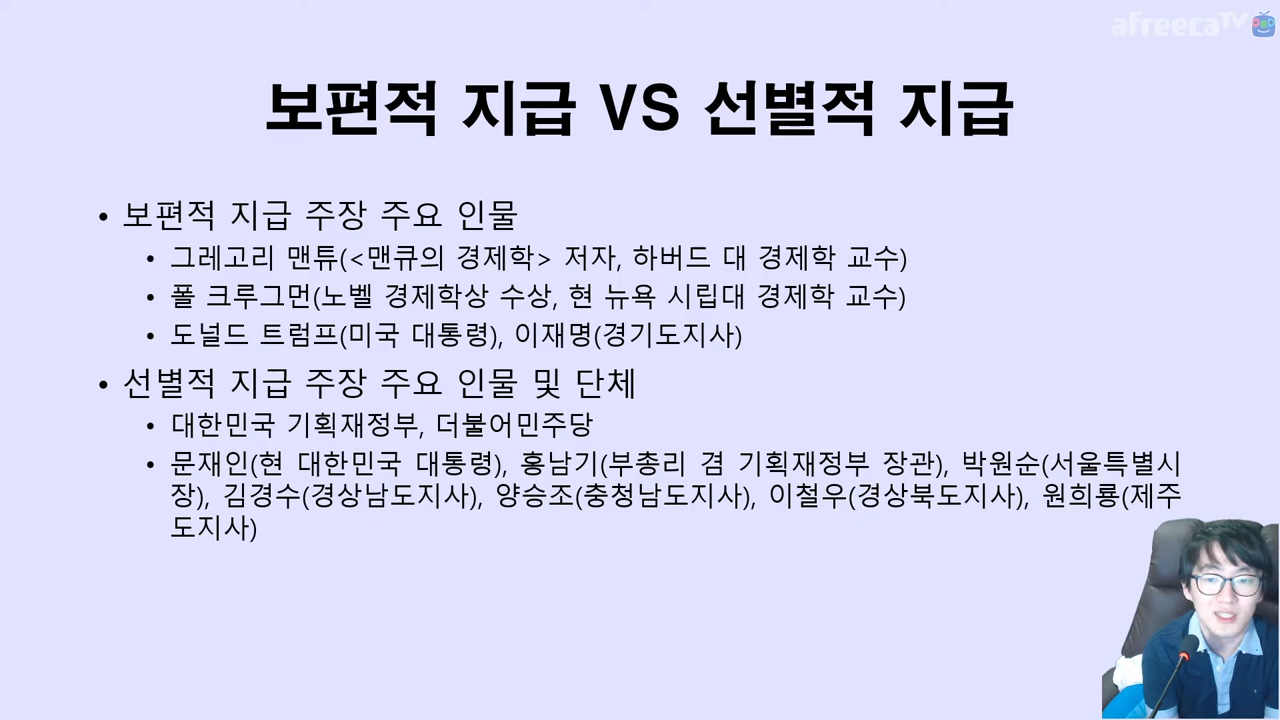 afreecaTV
보편적 지급 VS 선별적 지급
• 보편적 지급 주장 주요 인물
• 그레고리 맨튜(<맨큐의 경제학> 저자, 하버드 대 경제학 교수)
• 폴 크루그먼(노벨 경제학상 수상, 현 뉴욕 시립대 경제학 교수)
• 도널드 트럼프(미국 대통령), 이재명(경기도지사)
• 선별적 지급 주장 주요 인물 및 단체
• 대한민국 기획재정부, 더불어민주당
• 문재인(현 대한민국 대통령), 홍남기(부총리 겸 기획재정부 장관), 박원순(서울특별시
장), 김경수(경상남도지사), 양승조(충청남도지사), 이철우(경상북도지사), 원희룡(제주
도지사)